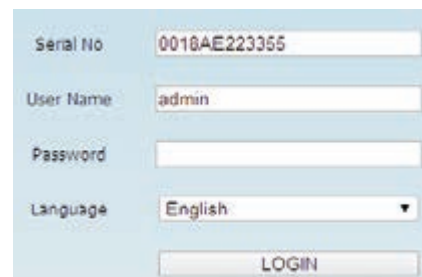 Serial No 0018AE223355
User Name admin
Password
Language English
LOGIN